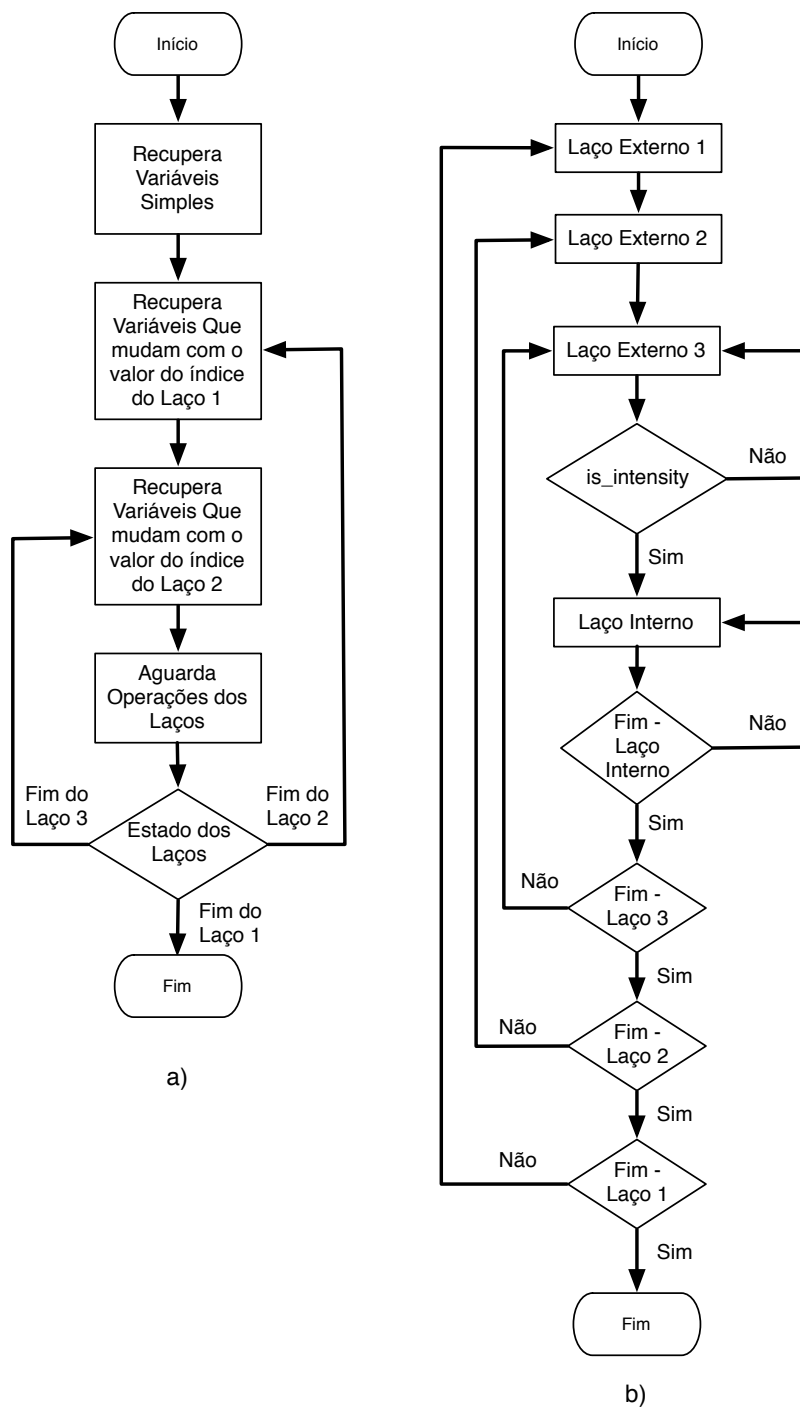 Início
Recupera
Variáveis
Simples
Recupera
Variáveis Que
mudam com o
valor do índice
do Laço 1
Recupera
Variáveis Que
mudam com o
valor do índice
do Laço 2
Aguarda
Operações dos
Laços
Fim do
Laço 3
Estado dos
Laços
Fim do
Laço 2
Fim do
Laço 1
Fim
a)
Início
Laço Externo 1
Laço Externo 2
Laço Externo 3
is_intensity
Não
Sim
Laço Interno
Fim -
Laço
Interno
Não
Sim
Fim -
Laço 3
Não
Sim
Fim -
Laço 2
Não
Sim
Fim -
Laço 1
Não
Sim
Fim
b)